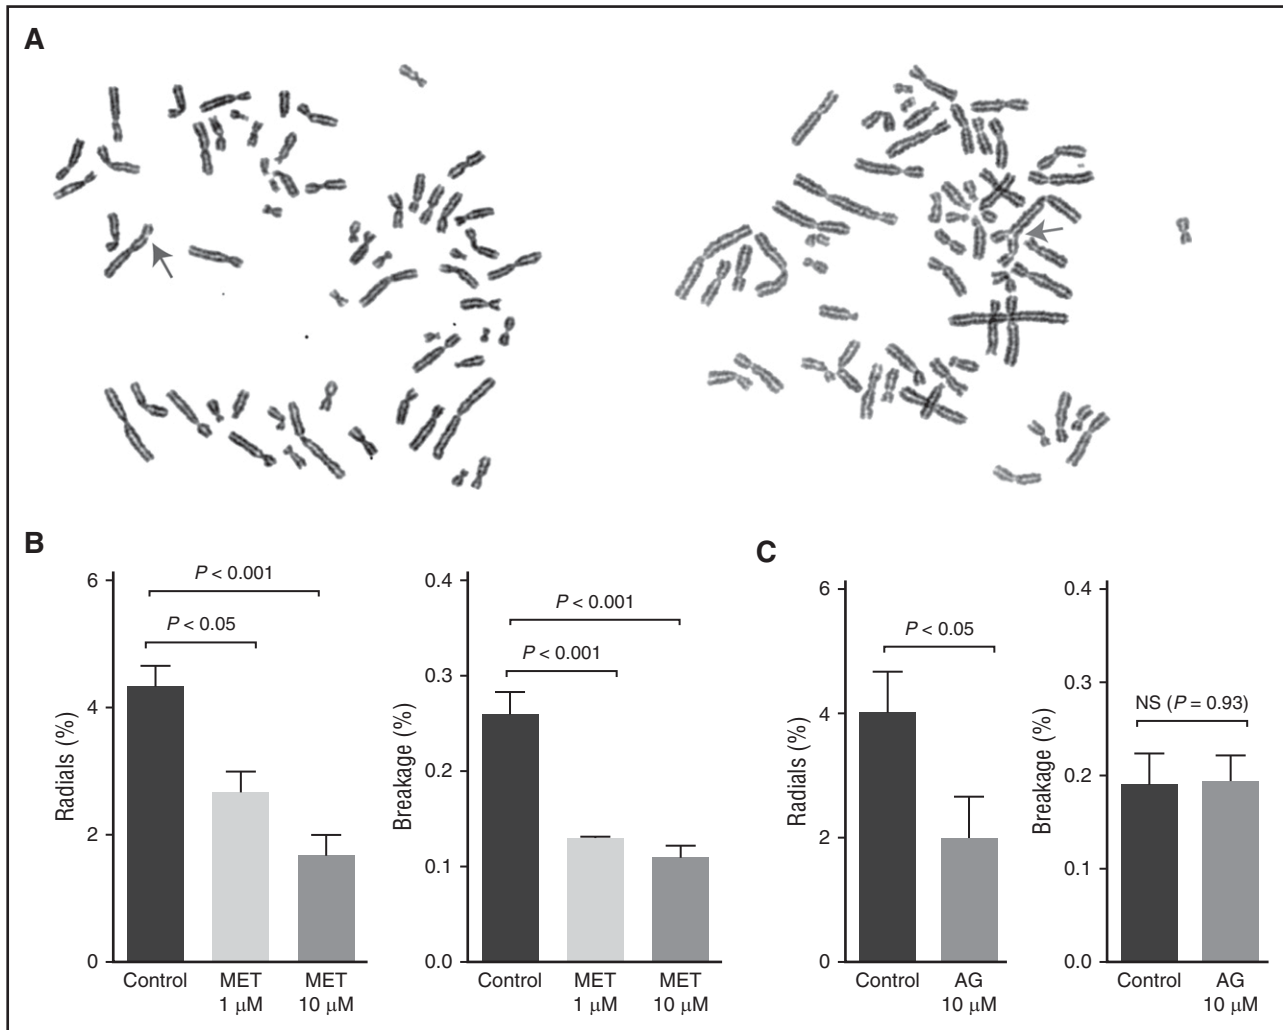 A
B
6
4
2
0
Radials (%)
P < 0.001
P < 0.05
Control
MET
1 μM
MET
10 μM
0.4
0.3
0.2
0.1
0.0
Breakage (%)
P < 0.001
P < 0.001
Control
MET
1 μM
MET
10 μM
C
6
4
2
0
Radials (%)
P < 0.05
Control
AG
10 μM
0.4
0.3
0.2
0.1
0.0
Breakage (%)
NS (P = 0.93)
Control
AG
10 μM